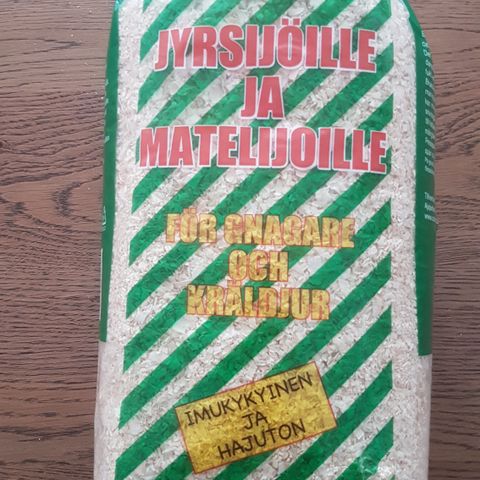 JYRSIJÖILLE
JA
MATELIJOILLE
FÖR GNAGARE
OCH
KRÄLDJUR
IMUKYKYINEN
JA
HAJUTON